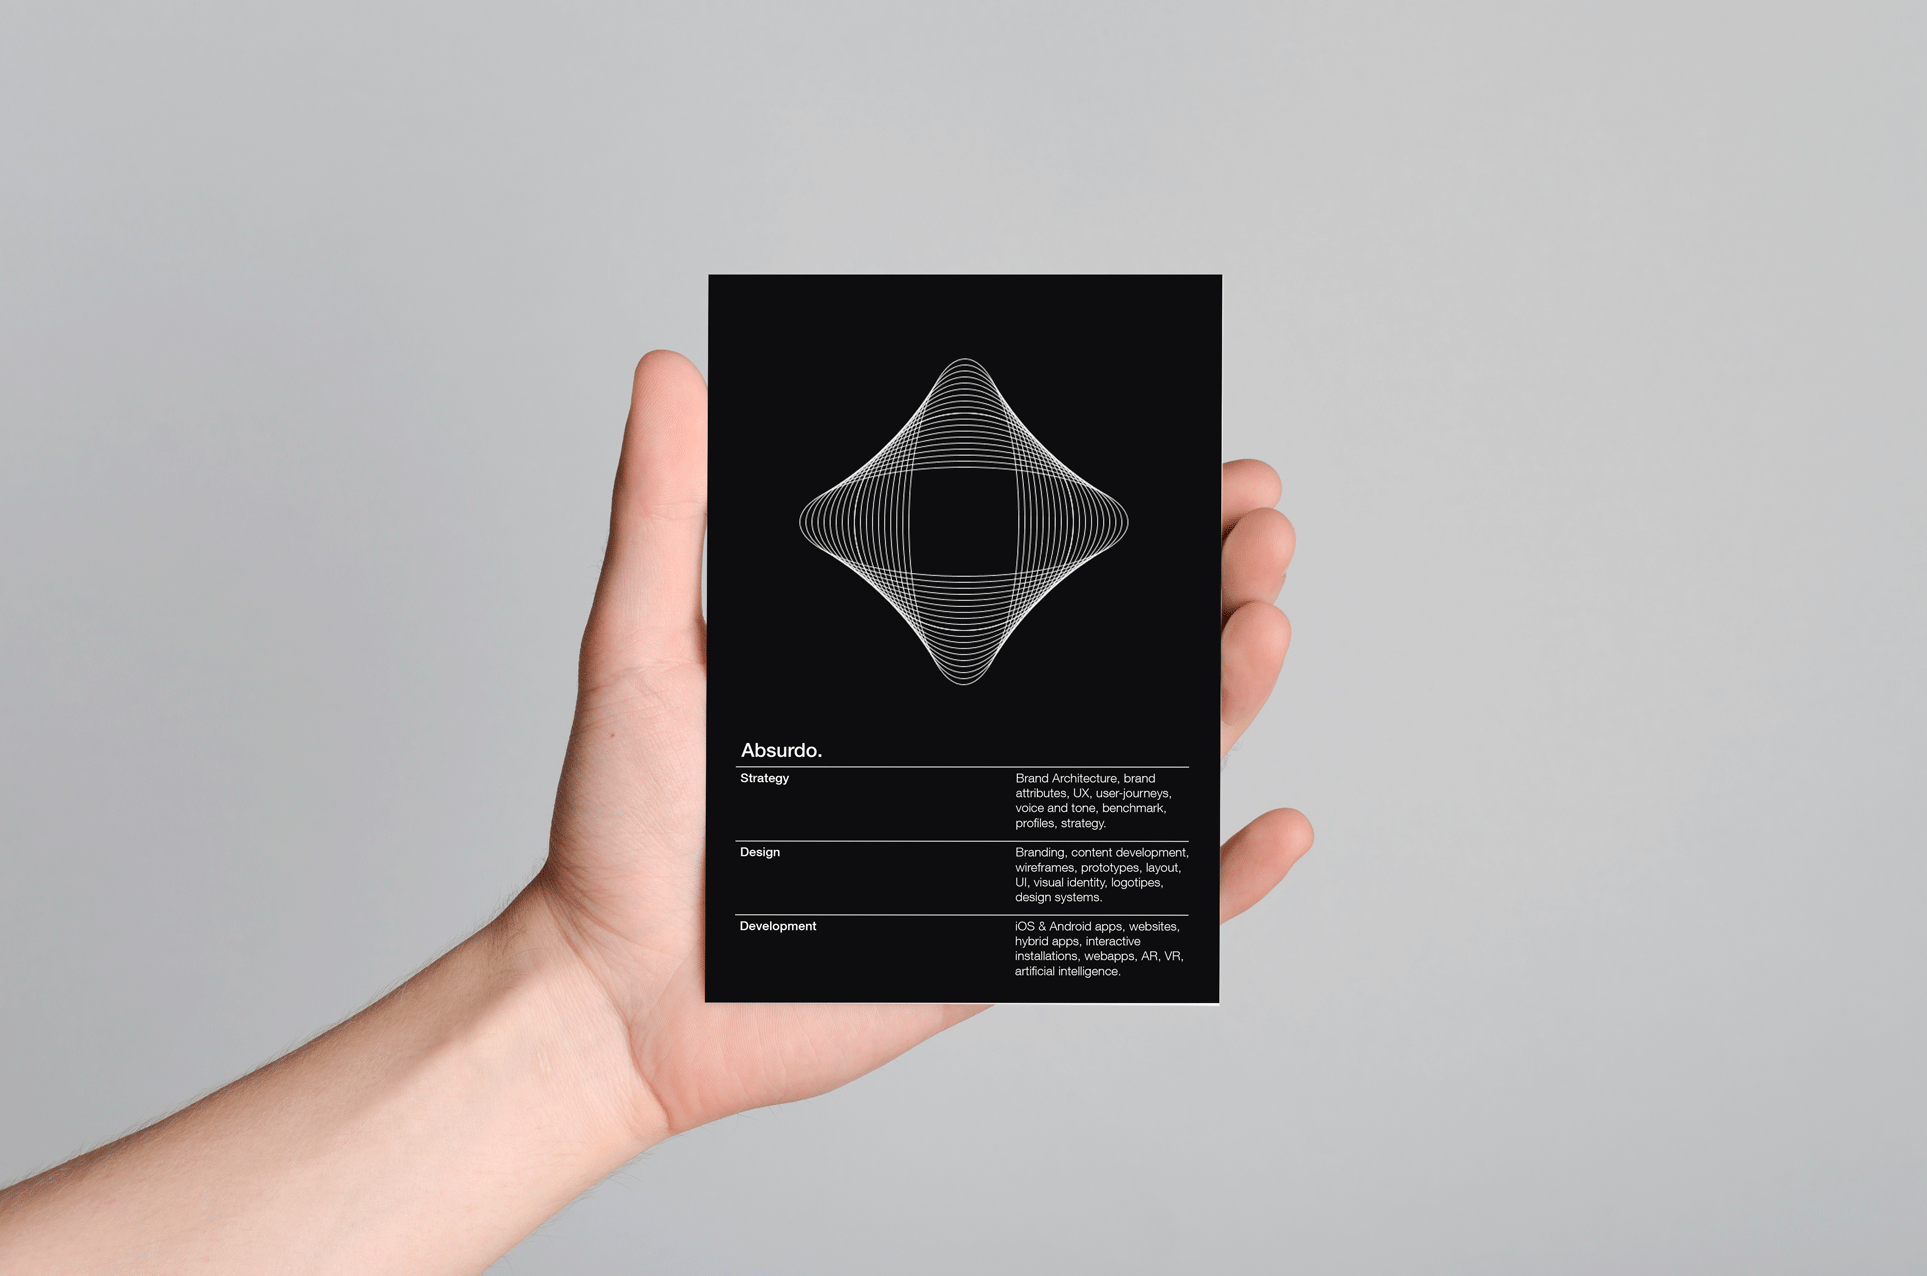 Absurdo.
Strategy
Brand Architecture, brand
attributes, UX, user-journeys,
voice and tone, benchmark,
profiles, strategy.
Design
Branding, content development,
wireframes, prototypes, layout,
UI, visual identity, logotipes,
design systems.
Development
iOS & Android apps, websites,
hybrid apps, interactive
installations, webapps, AR, VR,
artificial intelligence.